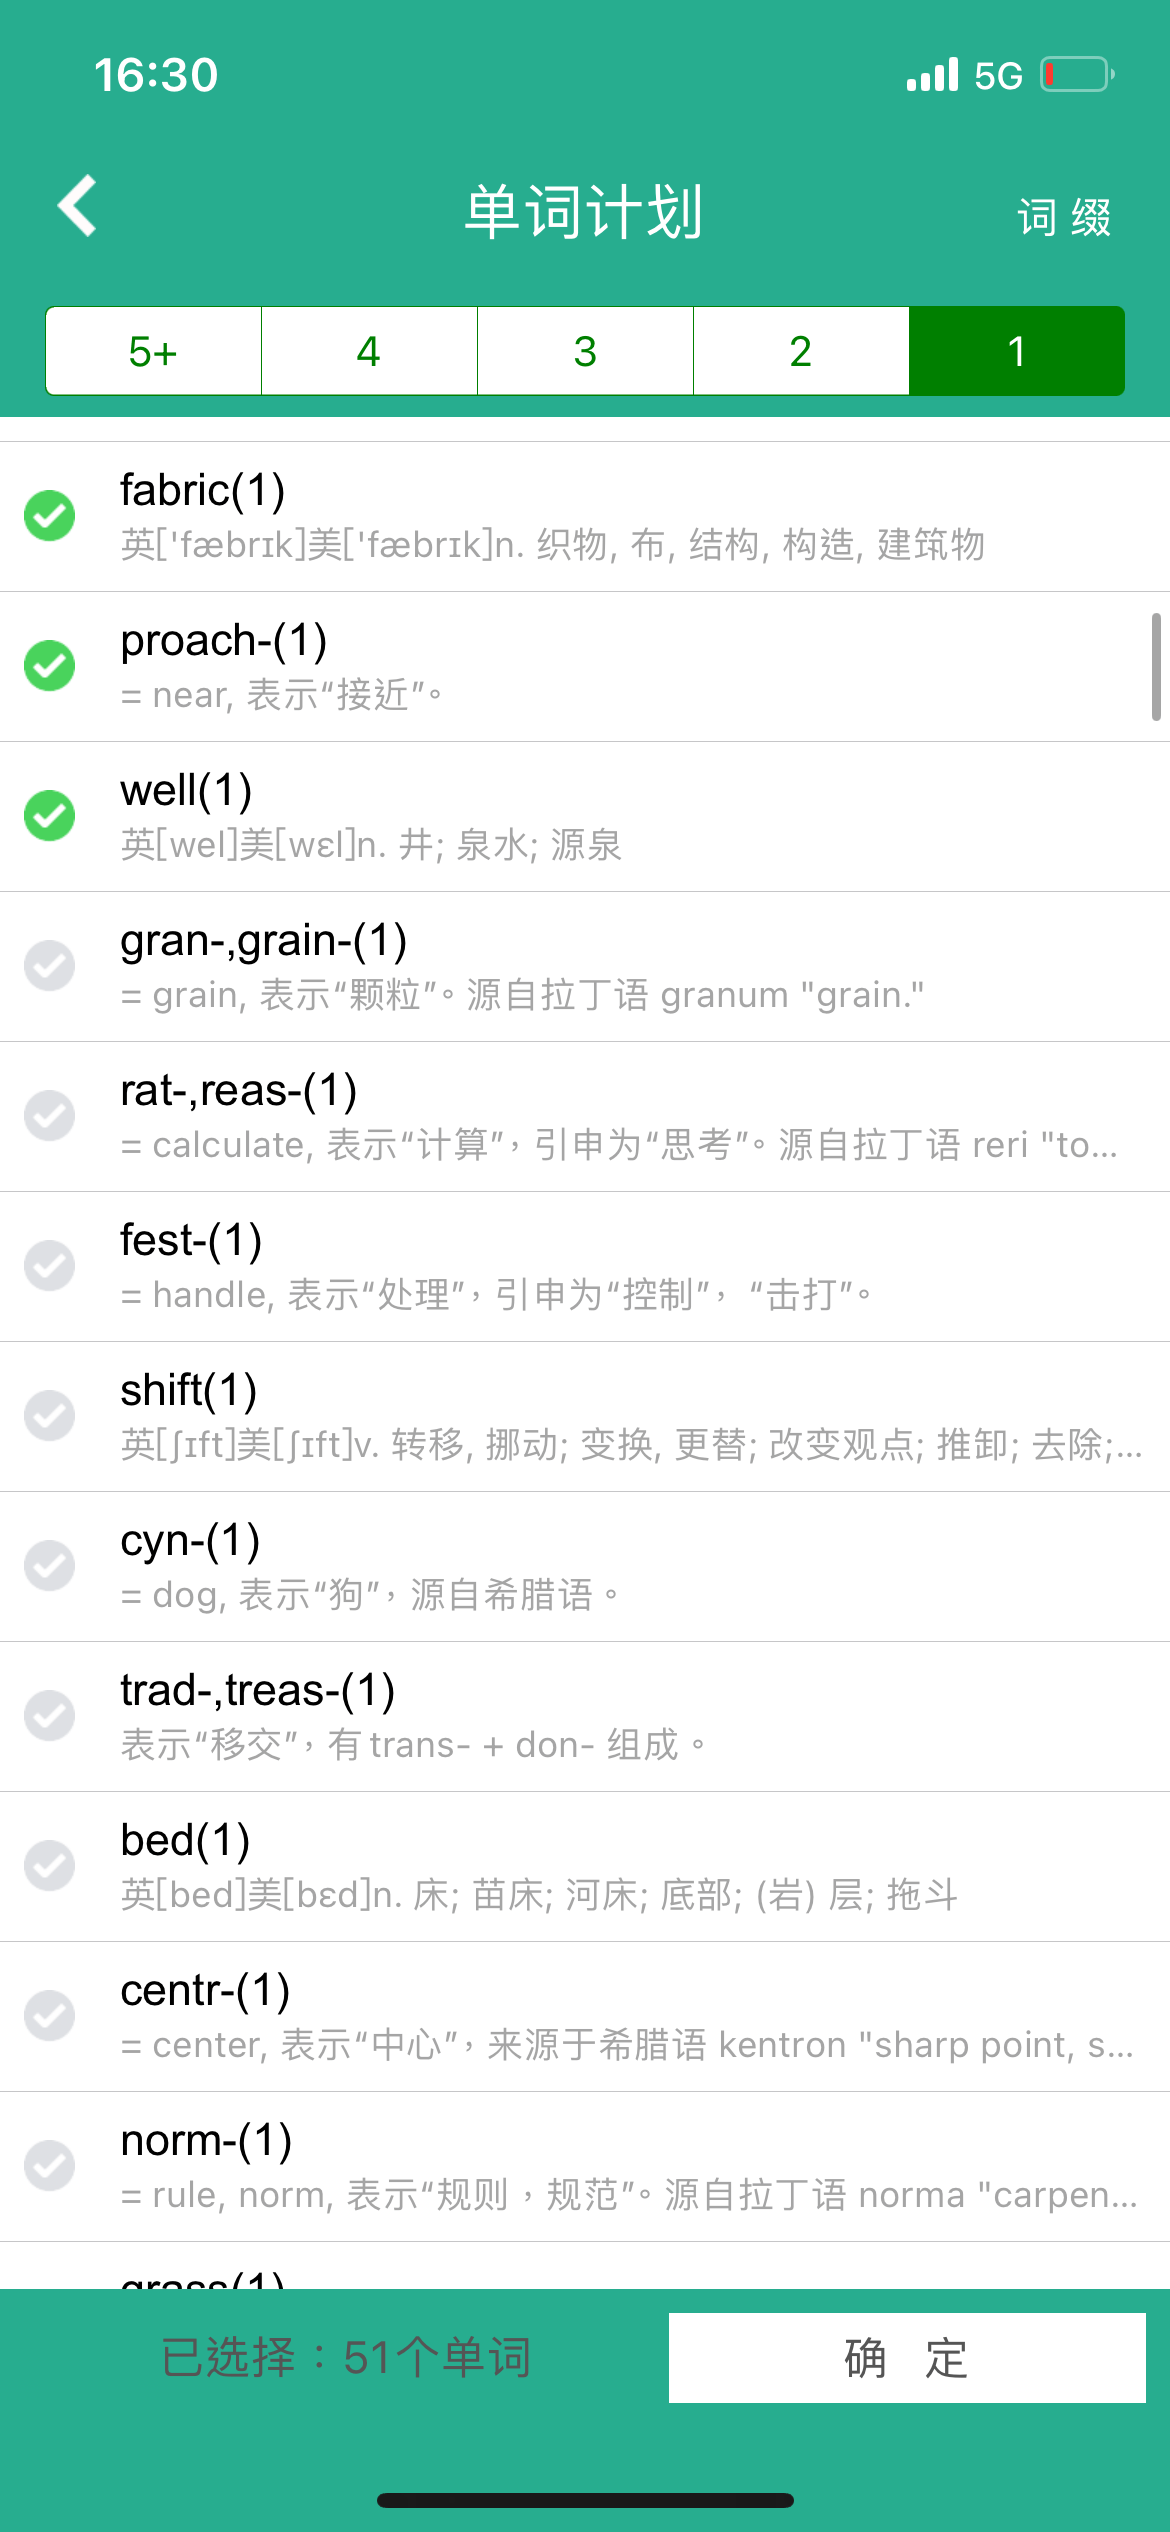 16:30
5G
单词计划
词 缀
5+ 4 3 2 1
fabric(1)
英['fæbrɪk]美['fæbrɪk]n. 织物, 布, 结构, 构造, 建筑物
proach-(1)
= near, 表示“接近”。
well(1)
英[wel]美[wɛl]n. 井; 泉水; 源泉
gran-,grain-(1)
= grain, 表示“颗粒”。源自拉丁语 granum "grain."
rat-,reas-(1)
= calculate, 表示“计算”，引申为“思考”。源自拉丁语 reri "to...
fest-(1)
= handle, 表示“处理”，引申为“控制”，“击打”。
shift(1)
英[ʃɪft]美[ʃɪft]v. 转移, 挪动; 变换, 更替; 改变观点; 推卸; 去除;...
cyn-(1)
= dog, 表示“狗”，源自希腊语。
trad-,treas-(1)
表示“移交”，有 trans- + don- 组成。
bed(1)
英[bed]美[bɛd]n. 床; 苗床; 河床; 底部; (岩) 层; 拖斗
centr-(1)
= center, 表示“中心”，来源于希腊语 kentron "sharp point, s...
norm-(1)
= rule, norm, 表示“规则，规范”。源自拉丁语 norma "carpen...
grass(1)
已选择：51个单词
确 定